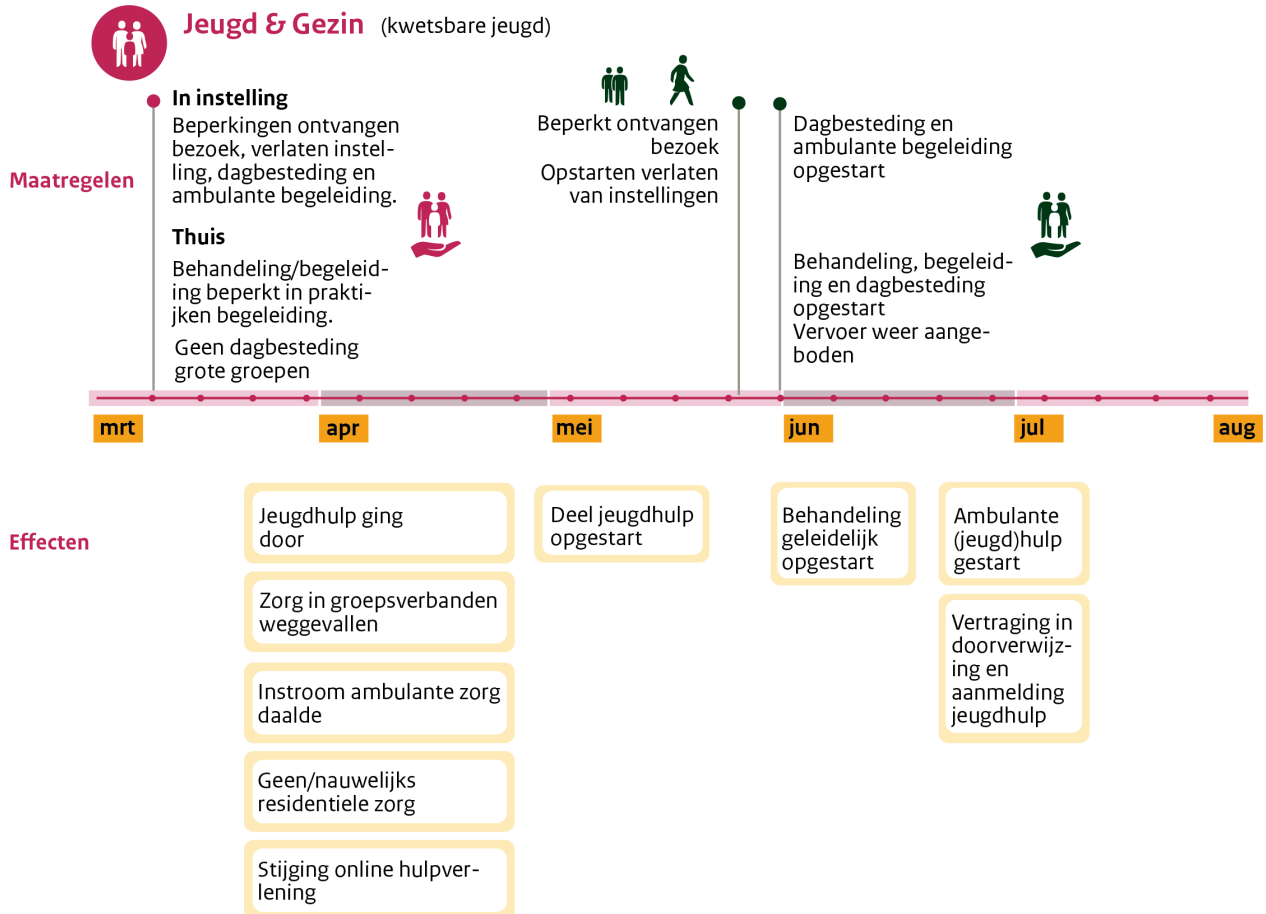 Jeugd & Gezin (kwetsbare jeugd)
Maatregelen
In instelling
Beperkingen ontvangen
bezoek, verlaten instel-
ling, dagbesteding en
ambulante begeleiding.
Thuis
Behandeling/begeleid-
ing beperkt in prakti-
jken begeleiding.
Geen dagbesteding
grote groepen
Beperkt ontvangen
bezoek
Opstarten verlaten
van instellingen
Dagbesteding en
ambulante begeleiding
opgestart
Behandeling, begeleid-
ing en dagbesteding
opgestart
Vervoer weer aange-
boden
mrt apr mei jun jul aug
Effecten
Jeugdhulp ging
door
Zorg in groepsverbanden
weggevallen
Instroom ambulante zorg
daalde
Geen/nauwelijks
residentiele zorg
Stijging online hulpver-
lening
Deel jeugdhulp
opgestart
Behandeling
geleidelijk
opgestart
Ambulante
(jeugd)hulp
gestart
Vertraging in
doorverwijz-
ing en
aanmelding
jeugdhulp